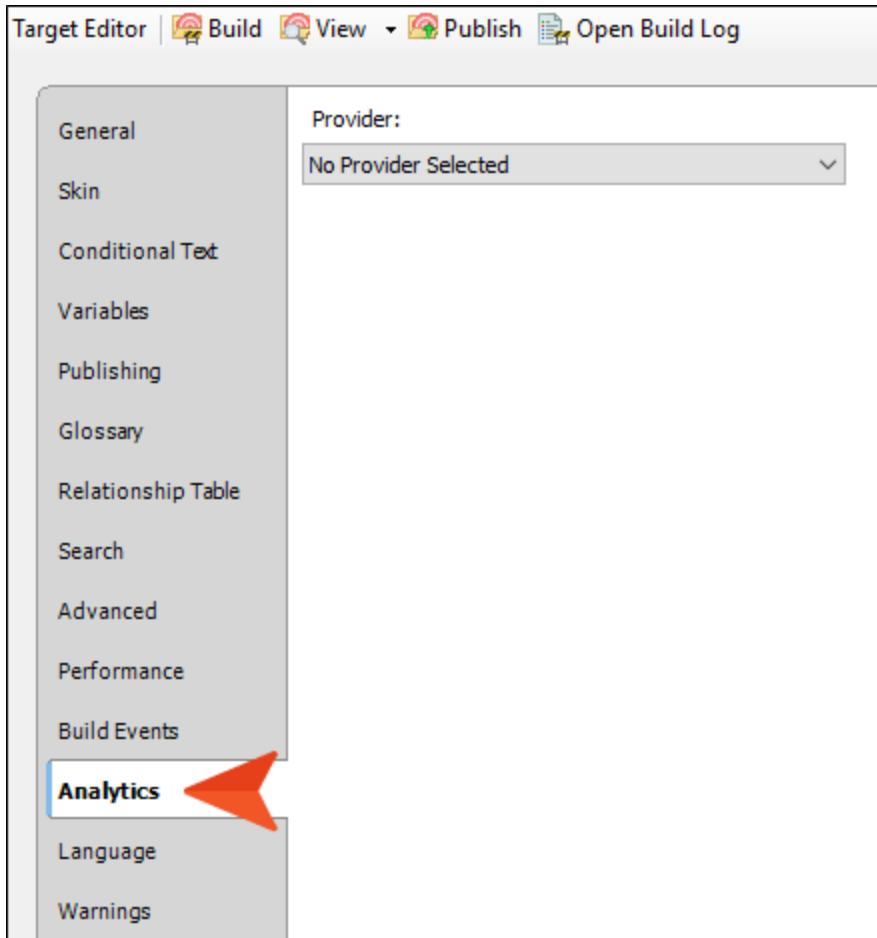 Target Editor Build View Publish Open Build Log
General
Skin
Conditional Text
Variables
Publishing
Glossary
Relationship Table
Search
Advanced
Performance
Build Events
Analytics
Language
Warnings
Provider:
No Provider Selected